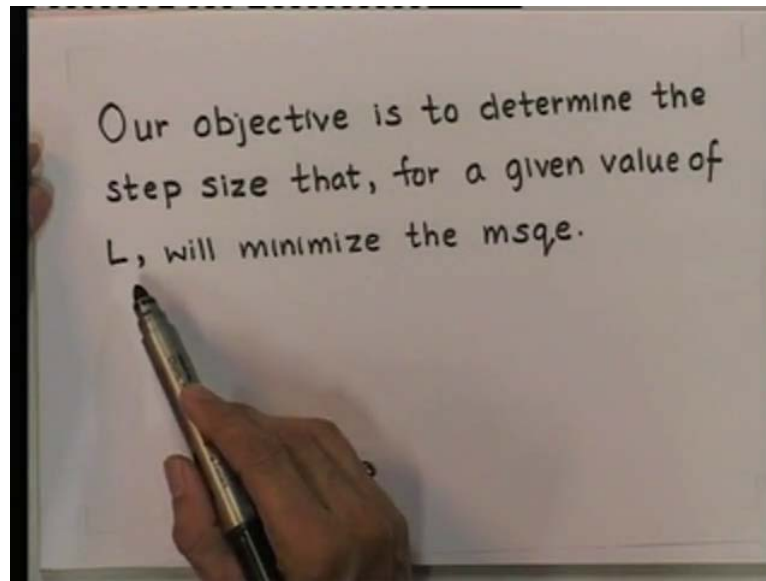 Our objective is to determine the
step size that, for a given value of
L, will minimize the msqe.